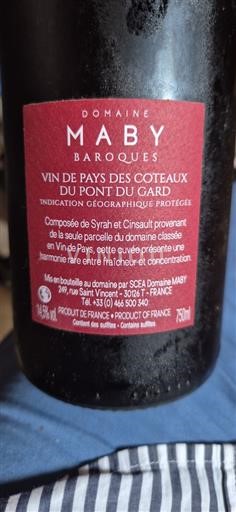 DOMAINE
MABY
BAROQUES
VIN DE PAYS DES COTEAUX
DU PONT DU GARD
INDICATION GÉOGRAPHIQUE PROTÉGÉE
Composée de Syrah et Cinsault provenant
de la seule parcelle du domaine classée
en Vin de Pays, cette cuvée présente une
harmonie rare entre fraîcheur et concentration.
Mis en bouteille au domaine par SCEA Domaine MABY
249, rue Saint Vincent - 30126 T - FRANCE
Tél. +33 (0) 466 500 340
14,5% vol. PRODUIT DE FRANCE • PRODUCT OF FRANCE 750ml
Contient des sulfites - Contains sulfites